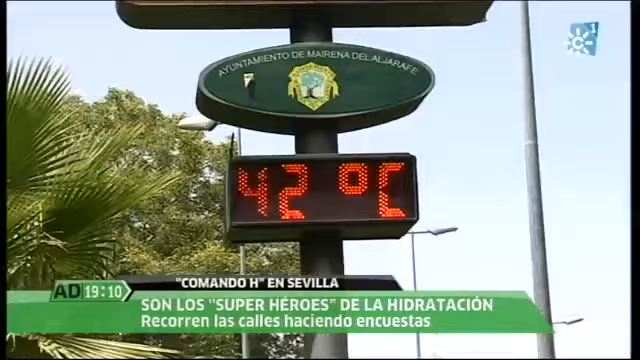 1
AYUNTAMIENTO DE MAIRENA DEL ALJARAFE
42 °C
"COMANDO H" EN SEVILLA
AD 19:10
SON LOS "SUPER HÉROES" DE LA HIDRATACIÓN
Recorren las calles haciendo encuestas